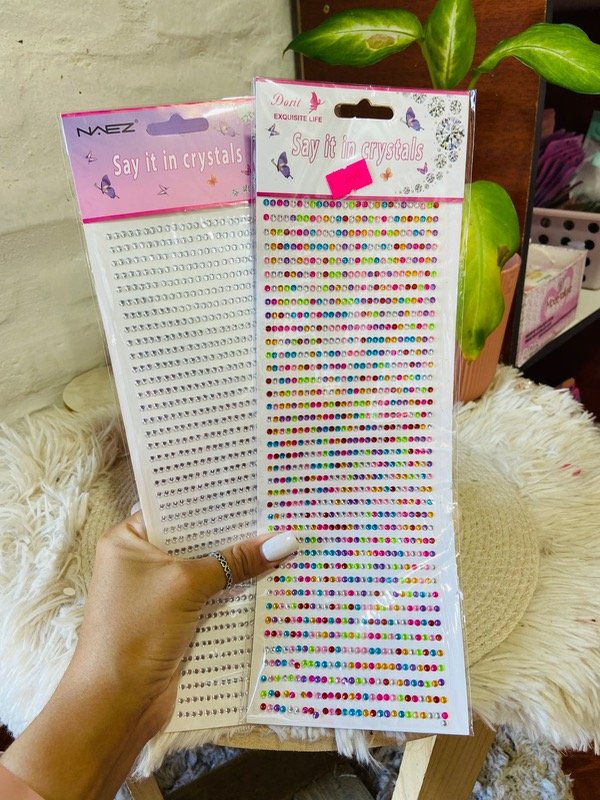 NAEZ
Say it in crystals
Dorit
EXQUISITE LIFE
Say it in crystals